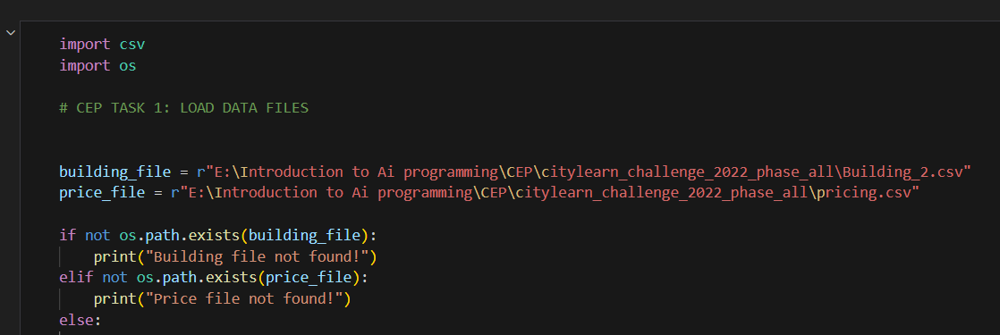 import csv
import os
# CEP TASK 1: LOAD DATA FILES
building_file = r"E:\Introduction to Ai programming\CEP\citylearn_challenge_2022_phase_all\Building_2.csv"
price_file = r"E:\Introduction to Ai programming\CEP\citylearn_challenge_2022_phase_all\pricing.csv"
if not os.path.exists(building_file):
    print("Building file not found!")
elif not os.path.exists(price_file):
    print("Price file not found!")
else: